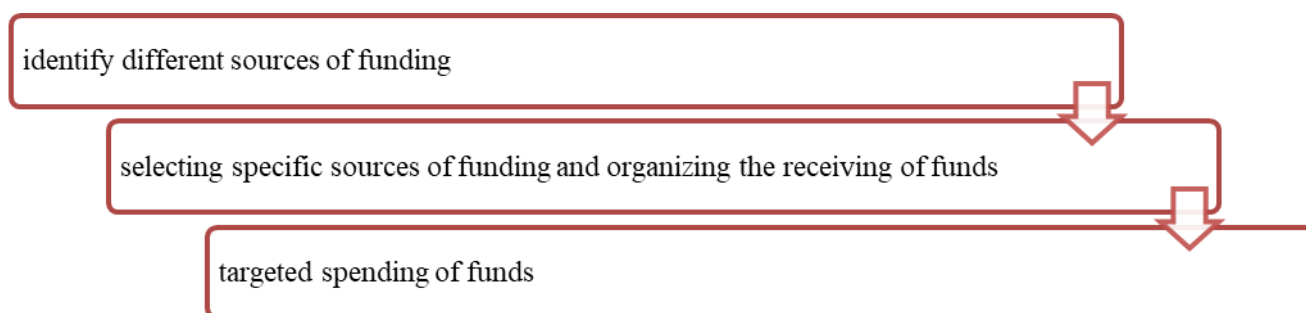 identify different sources of funding
selecting specific sources of funding and organizing the receiving of funds
targeted spending of funds